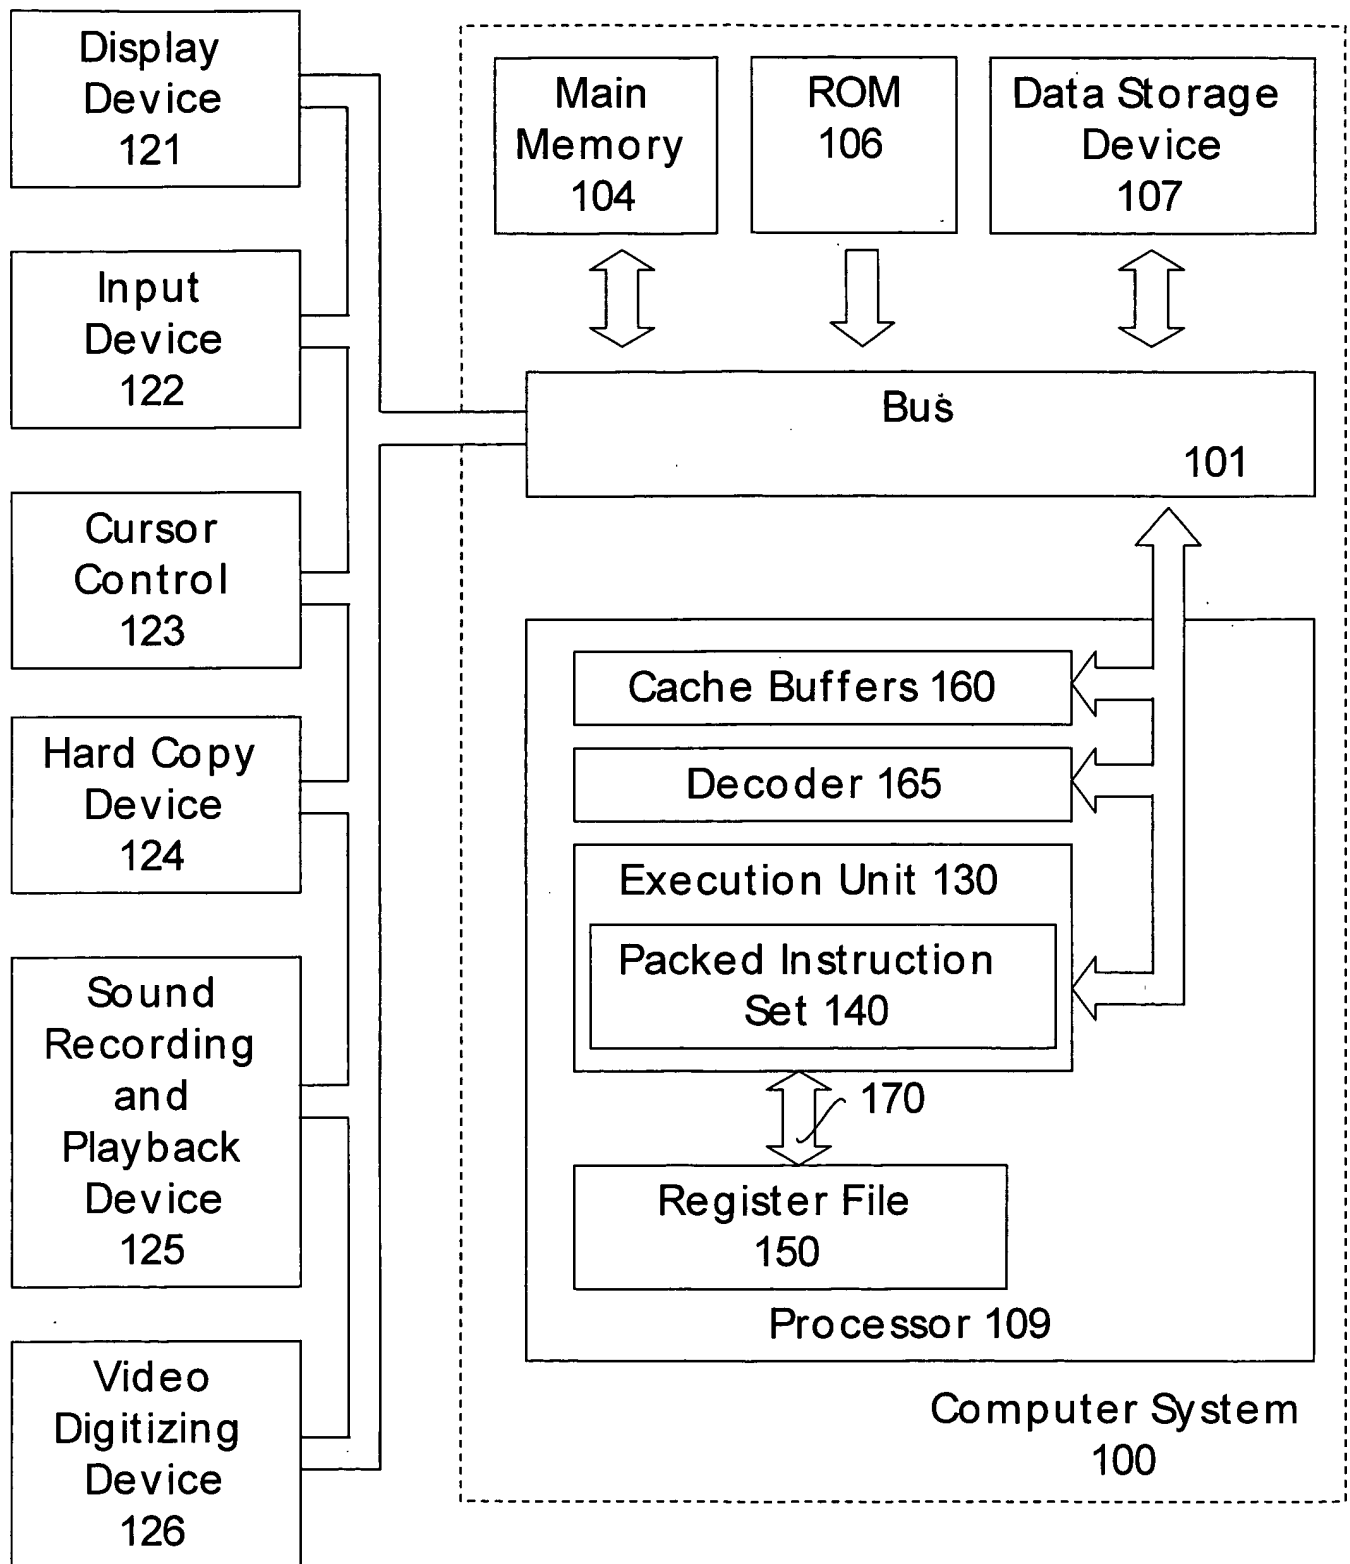 Display
Device
121
Input
Device
122
Cursor
Control
123
Hard Copy
Device
124
Sound
Recording
and
Playback
Device
125
Video
Digitizing
Device
126
Main
Memory
104
ROM
106
Data Storage
Device
107
Bus
101
Cache Buffers 160
Decoder 165
Execution Unit 130
Packed Instruction
Set 140
170
Register File
150
Processor 109
Computer System
100